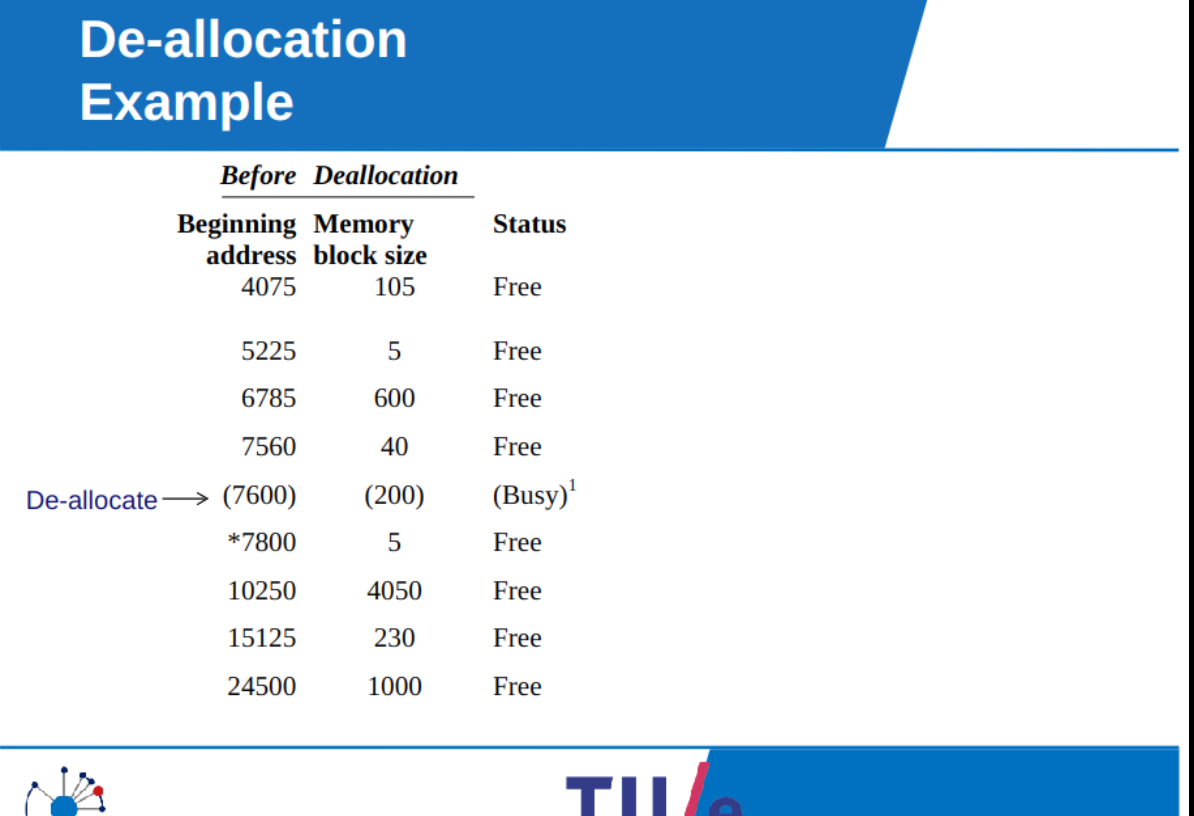 De-allocation
Example
Before Deallocation
Beginning Memory Status
address block size
4075 105 Free
5225 5 Free
6785 600 Free
7560 40 Free
De-allocate (7600) (200) (Busy)1
*7800 5 Free
10250 4050 Free
15125 230 Free
24500 1000 Free
TU/e